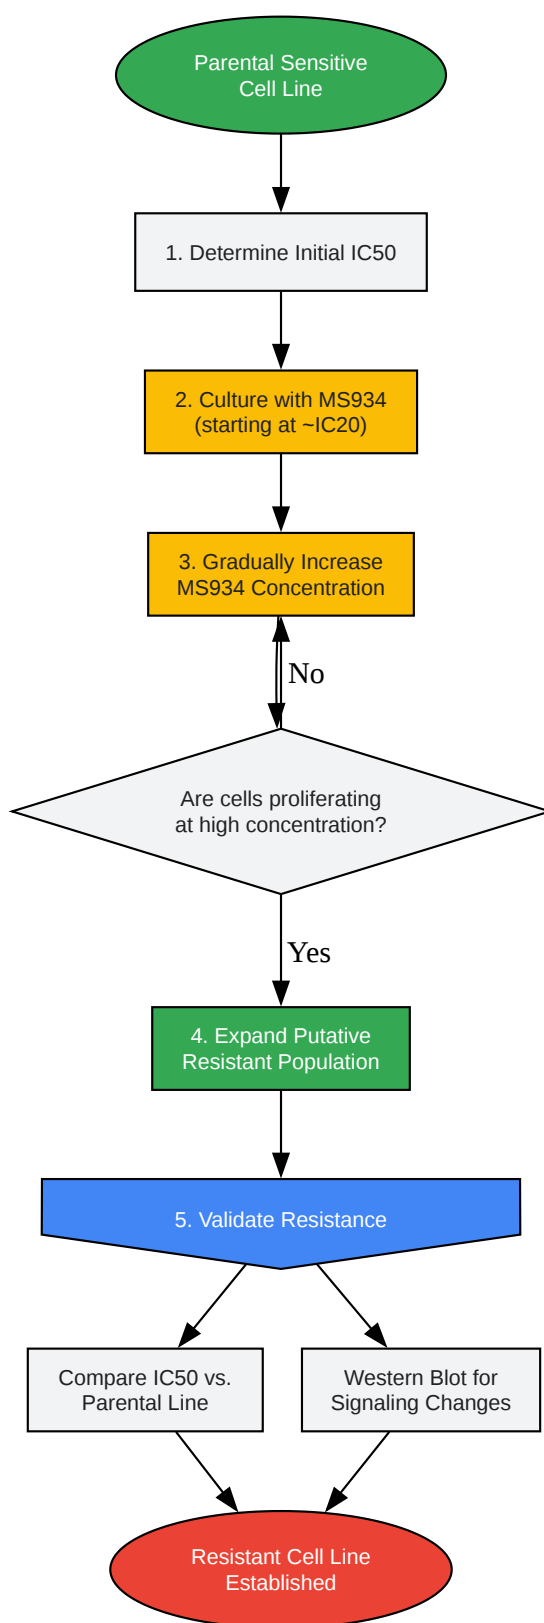 Parental Sensitive
Cell Line
1. Determine Initial IC50
2. Culture with MS934
(starting at ~IC20)
3. Gradually Increase
MS934 Concentration
No
Are cells proliferating
at high concentration?
Yes
4. Expand Putative
Resistant Population
5. Validate Resistance
Compare IC50 vs.
Parental Line
Western Blot for
Signaling Changes
Resistant Cell Line
Established